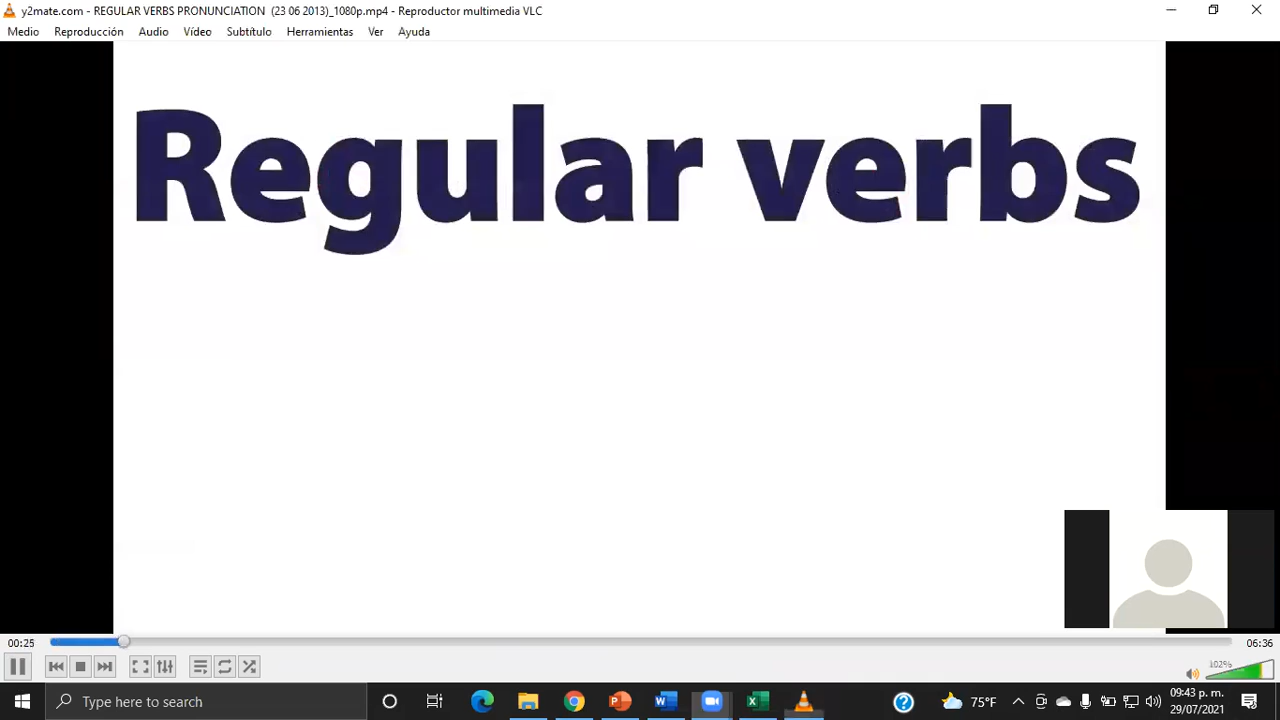 y2mate.com - REGULAR VERBS PRONUNCIATION (23 06 2013)_1080p.mp4 - Reproductor multimedia VLC
Medio Reproducción Audio Vídeo Subtítulo Herramientas Ver Ayuda
Regular verbs
00:25 06:36
102%
Type here to search
75°F
09:43 p. m.
29/07/2021